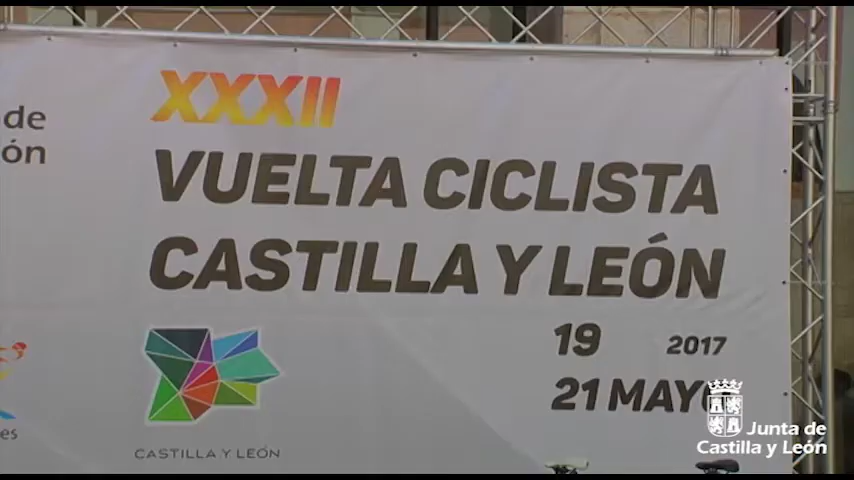 de
ón
XXXII
VUELTA CICLISTA
CASTILLA Y LEÓN
19 2017
21 MAYO
es
CASTILLA Y LEÓN
Junta de
Castilla y León